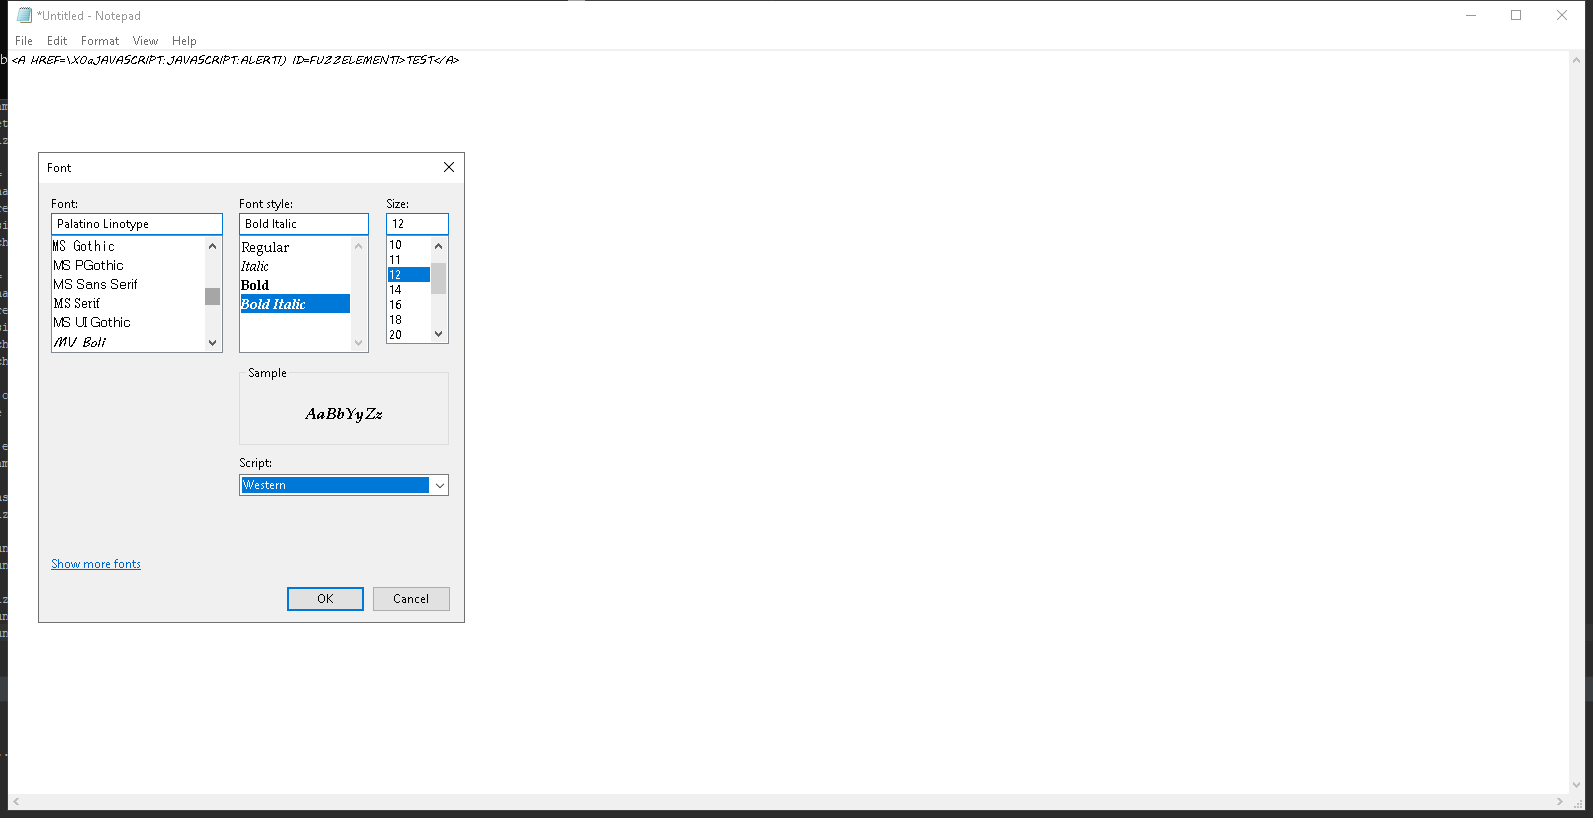 *Untitled - Notepad
File Edit Format View Help
<A HREF=\X0aJAVASCRIPT:JAVASCRIPT:ALERT1) ID=FUZZELEMENT1>TEST</A>
Font
Font: Font style: Size:
Palatino Linotype Bold Italic 12
MS Gothic Regular 10
MS PGothic Italic 11
MS Sans Serif Bold 12
MS Serif Bold Italic 14
MS UI Gothic 16
MV Boli 18
20
Sample
AaBbYyZz
Script:
Western
Show more fonts
OK Cancel